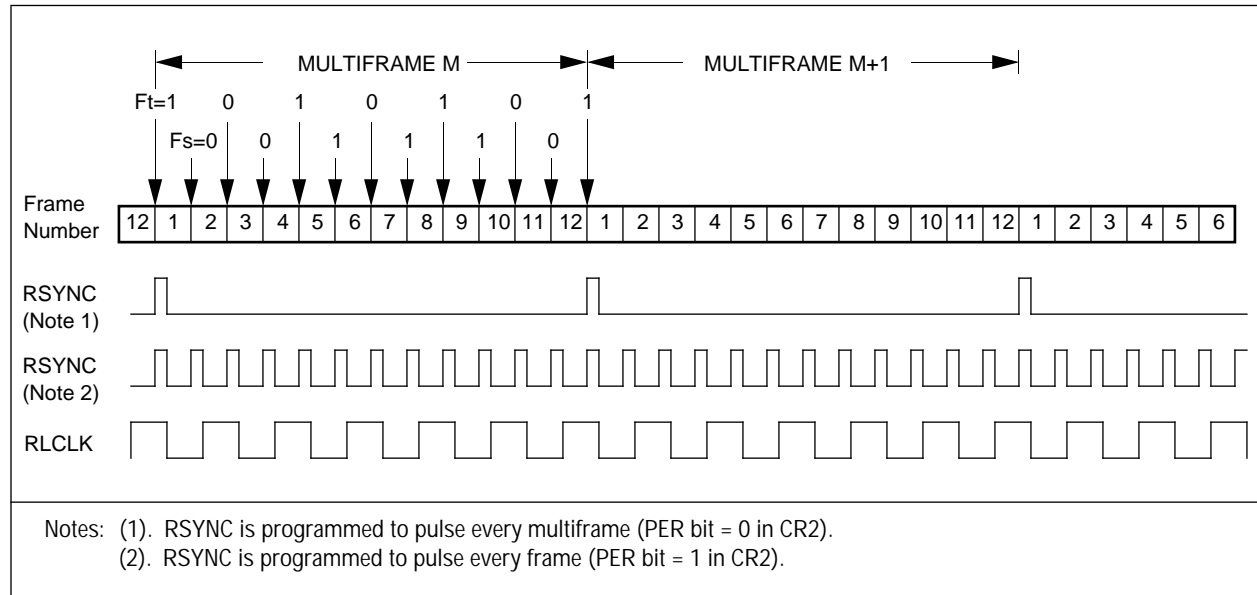 MULTIFRAME M MULTIFRAME M+1
Ft=1 0 1 0 1 0 1
Fs=0 0 1 1 1 0
Frame
Number
12 1 2 3 4 5 6 7 8 9 10 11 12 1 2 3 4 5 6 7 8 9 10 11 12 1 2 3 4 5 6
RSYNC
(Note 1)
RSYNC
(Note 2)
RLCLK
Notes: (1). RSYNC is programmed to pulse every multiframe (PER bit = 0 in CR2).
(2). RSYNC is programmed to pulse every frame (PER bit = 1 in CR2).